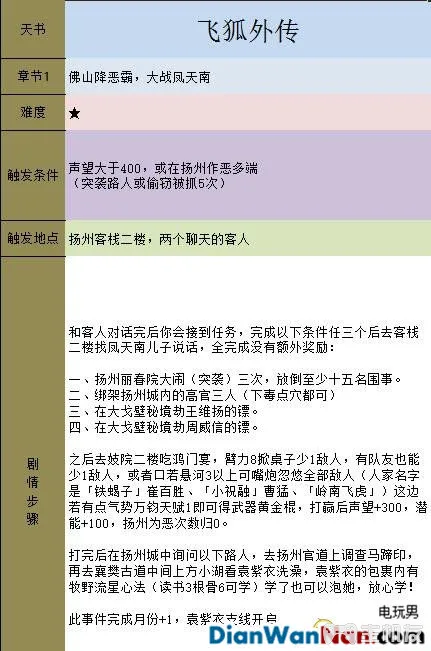 天书
飞狐外传
章节1
佛山降恶霸，大战凤天南
难度
★
触发条件
声望大于400，或在扬州作恶多端
（突袭路人或偷窃被抓5次）
触发地点
扬州客栈二楼，两个聊天的客人
剧情步骤
和客人对话完后你会接到任务，完成以下条件任三个后去客栈
二楼找凤天南儿子说话，全完成没有额外奖励：
一、扬州丽春院大闹（突袭）三次，放倒至少十五名围事。
二、绑架扬州城内的高官三人（下毒点穴都可）
三、在大戈壁秘境劫王维扬的镖。
四、在大戈壁秘境劫周威信的镖。
之后去妓院二楼吃鸿门宴，臂力8掀桌子少1敌人，有队友也能
少1敌人，或者口若悬河3以上可嘴炮忽悠全部敌人（人家名字
是「铁蝎子」崔百胜、「小祝融」曹猛、「岭南飞虎」）这边
若有点气势万钧天赋1即可得武器黄金棍，打赢后声望+300，潜
能+100，扬州为恶次数归0。
打完后在扬州城中询问以下路人，去扬州官道上调查马蹄印，
再去襄樊古道中间上方小湖看袁紫衣洗澡，袁紫衣的包裹内有
牧野流星心法（读书3根骨6可学）学了也可以泡她，放心学！
此事件完成月份+1，袁紫衣支线开启
电玩男
DianWanNan.com